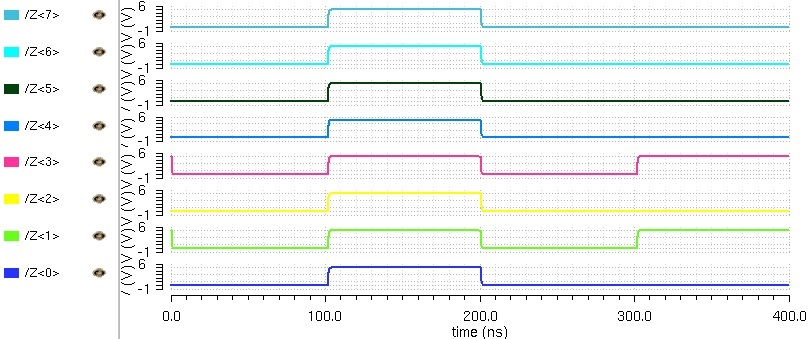 /Z<7> V (V) 6 -1
/Z<6> V (V) 6 -1
/Z<5> V (V) 6 -1
/Z<4> V (V) 6 -1
/Z<3> V (V) 6 -1
/Z<2> V (V) 6 -1
/Z<1> V (V) 6 -1
/Z<0> V (V) 6 -1
0.0 100.0 200.0 300.0 400.0
time (ns)